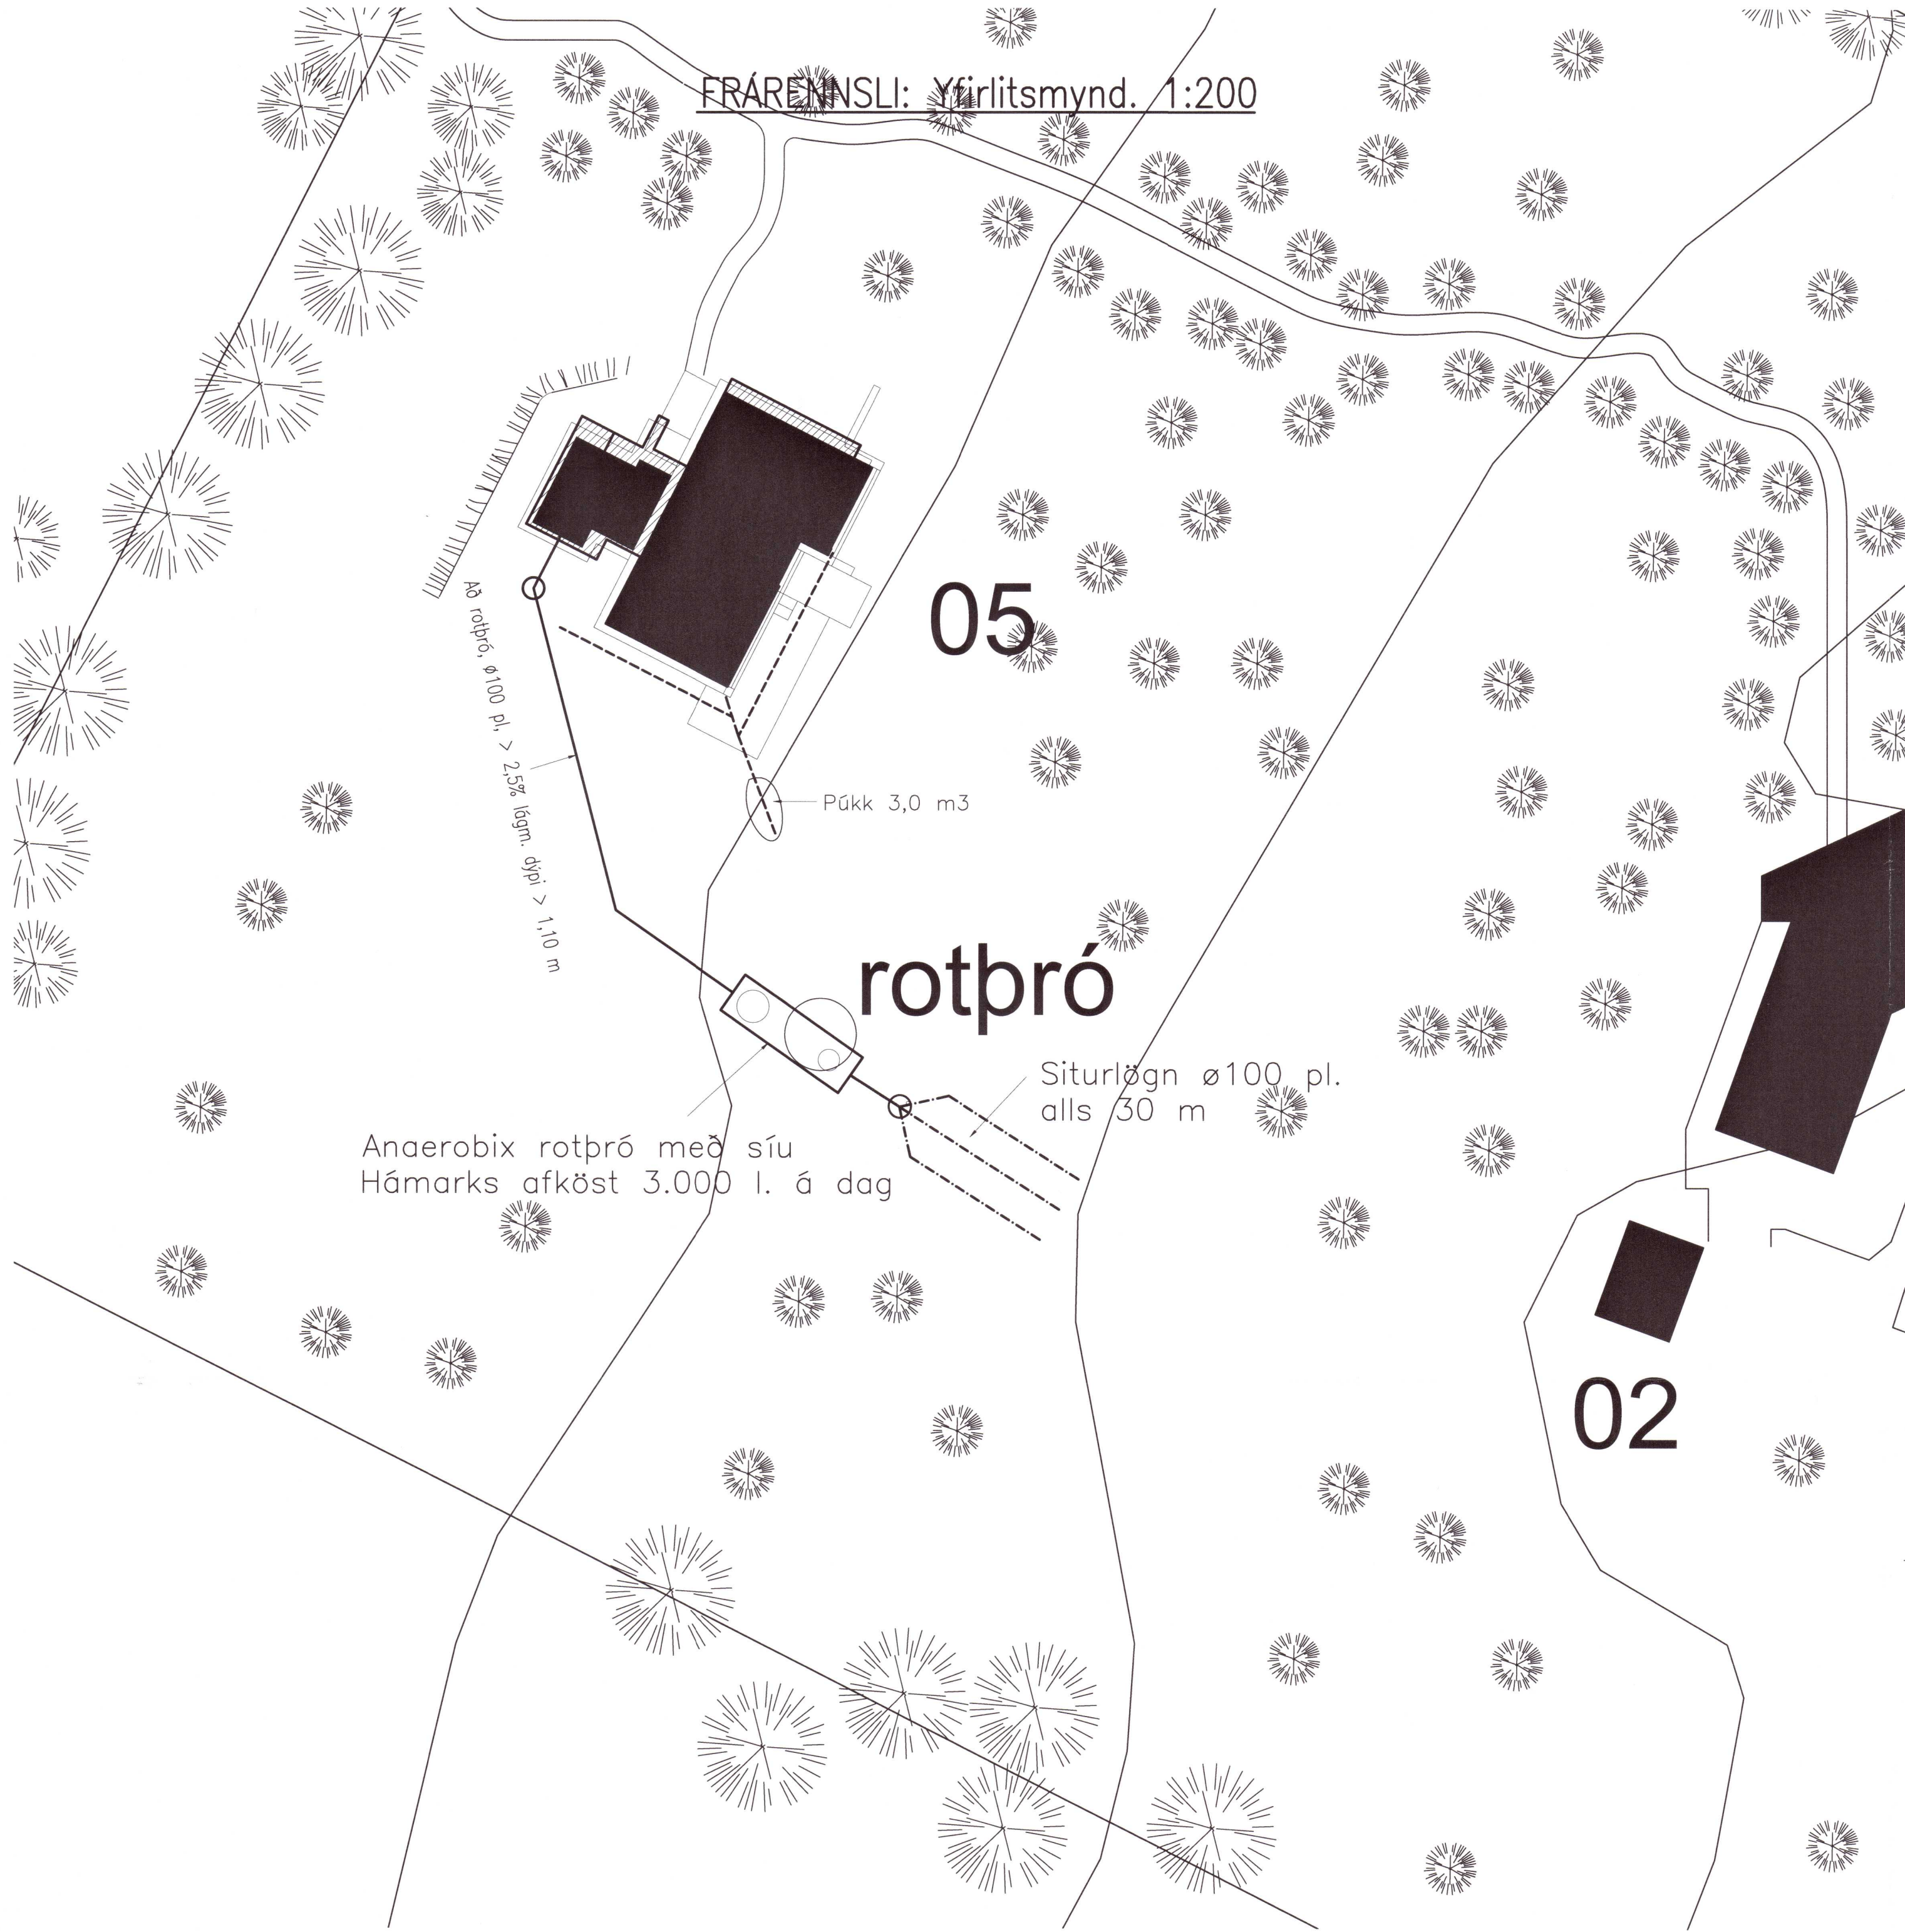 FRÁRENNSLI: Yfirlitsmynd. 1:200
05
Að rotþró, ø100 pl, > 2,5% lágm. dýpi > 1,10 m
Púkk 3,0 m3
rotþró
Siturlögn ø100 pl.
alls 30 m
Anaerobix rotþró með síu
Hámarks afköst 3.000 l. á dag
02